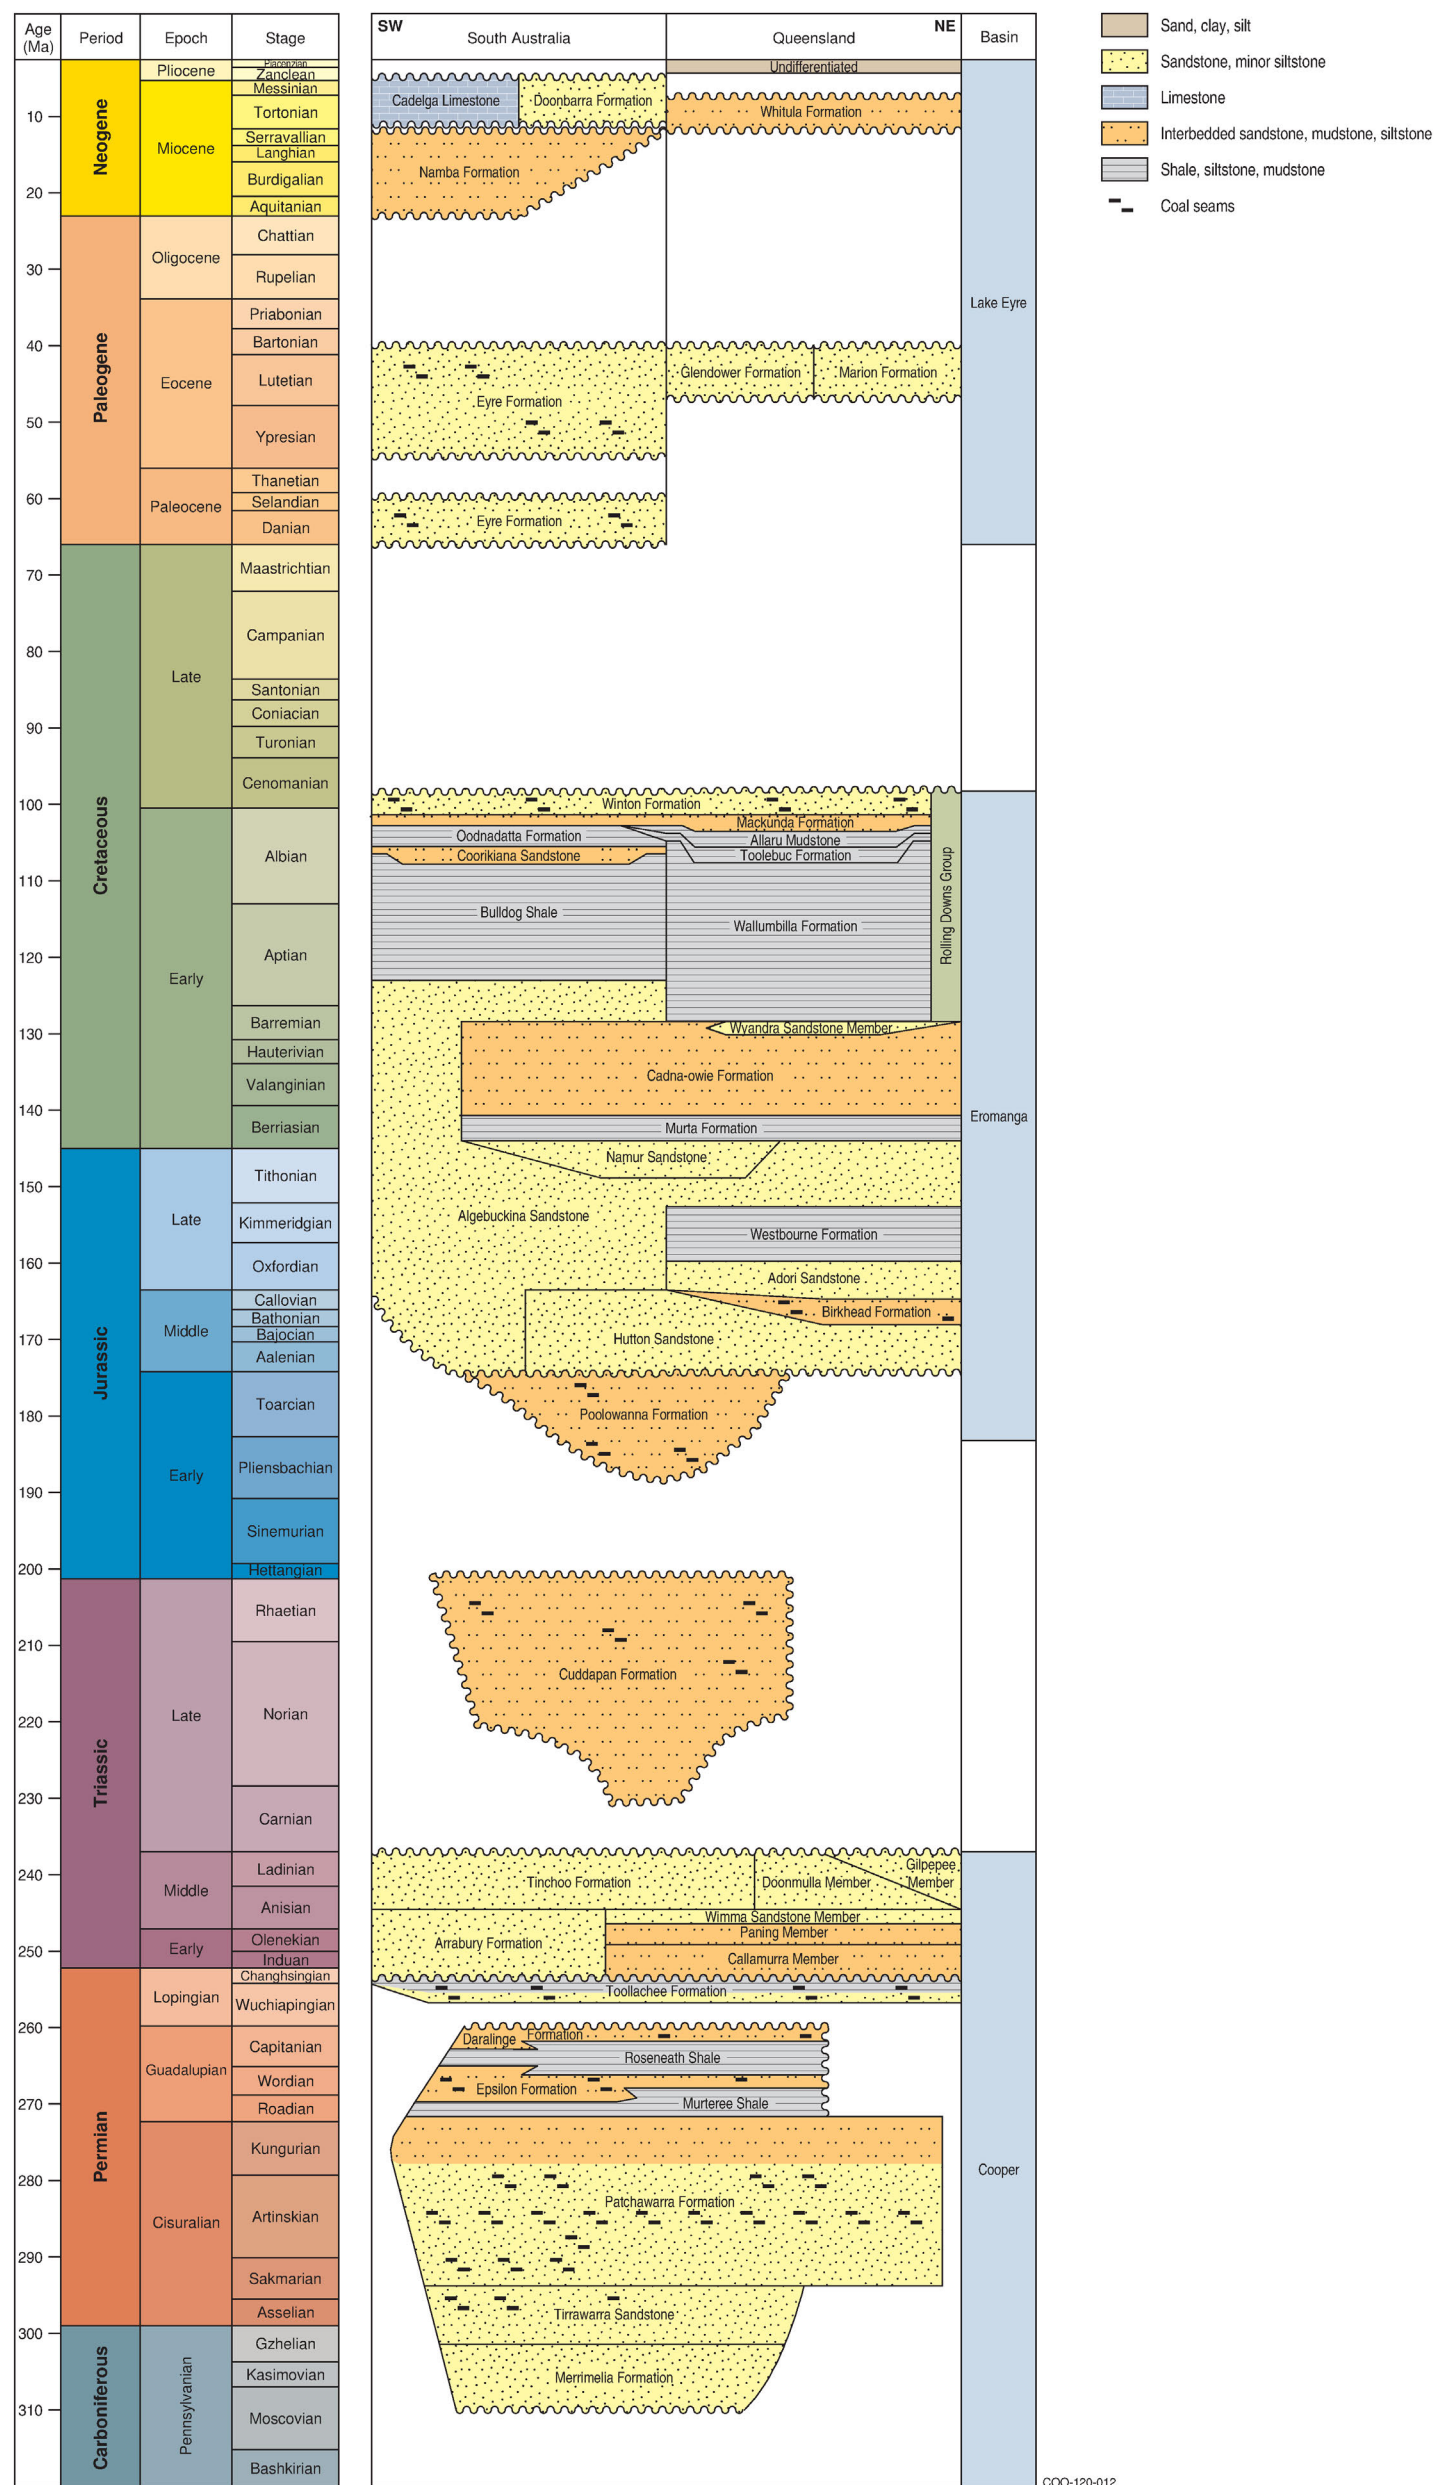 Age
(Ma)
Period
Epoch
Stage
SW
South Australia
Queensland
NE
Basin
Sand, clay, silt
Sandstone, minor siltstone
Limestone
Interbedded sandstone, mudstone, siltstone
Shale, siltstone, mudstone
Coal seams
10
20
30
40
50
60
70
80
90
100
110
120
130
140
150
160
170
180
190
200
210
220
230
240
250
260
270
280
290
300
310
Neogene
Paleogene
Cretaceous
Jurassic
Triassic
Permian
Carboniferous
Pliocene
Miocene
Oligocene
Eocene
Paleocene
Late
Early
Late
Middle
Early
Late
Middle
Early
Lopingian
Guadalupian
Cisuralian
Pennsylvanian
Piacenzian
Zanclean
Messinian
Tortonian
Serravallian
Langhian
Burdigalian
Aquitanian
Chattian
Rupelian
Priabonian
Bartonian
Lutetian
Ypresian
Thanetian
Selandian
Danian
Maastrichtian
Campanian
Santonian
Coniacian
Turonian
Cenomanian
Albian
Aptian
Barremian
Hauterivian
Valanginian
Berriasian
Tithonian
Kimmeridgian
Oxfordian
Callovian
Bathonian
Bajocian
Aalenian
Toarcian
Pliensbachian
Sinemurian
Hettangian
Rhaetian
Norian
Carnian
Ladinian
Anisian
Olenekian
Induan
Changhsingian
Wuchiapingian
Capitanian
Wordian
Roadian
Kungurian
Artinskian
Sakmarian
Asselian
Gzhelian
Kasimovian
Moscovian
Bashkirian
Undifferentiated
Cadelga Limestone
Doonbarra Formation
Whitula Formation
Namba Formation
Glendower Formation
Marion Formation
Eyre Formation
Eyre Formation
Winton Formation
Mackunda Formation
Oodnadatta Formation
Allaru Mudstone
Coorikiana Sandstone
Toolebuc Formation
Bulldog Shale
Wallumbilla Formation
Rolling Downs Group
Wyandra Sandstone Member
Cadna-owie Formation
Murta Formation
Namur Sandstone
Algebuckina Sandstone
Westbourne Formation
Adori Sandstone
Birkhead Formation
Hutton Sandstone
Poolowanna Formation
Cuddapan Formation
Tinchoo Formation
Doonmulla Member
Gilpepee
Member
Wimma Sandstone Member
Paning Member
Arrabury Formation
Callamurra Member
Toollachee Formation
Daralinge Formation
Roseneath Shale
Epsilon Formation
Murteree Shale
Patchawarra Formation
Tirrawarra Sandstone
Merrimelia Formation
Lake Eyre
Eromanga
Cooper
COO-120-012